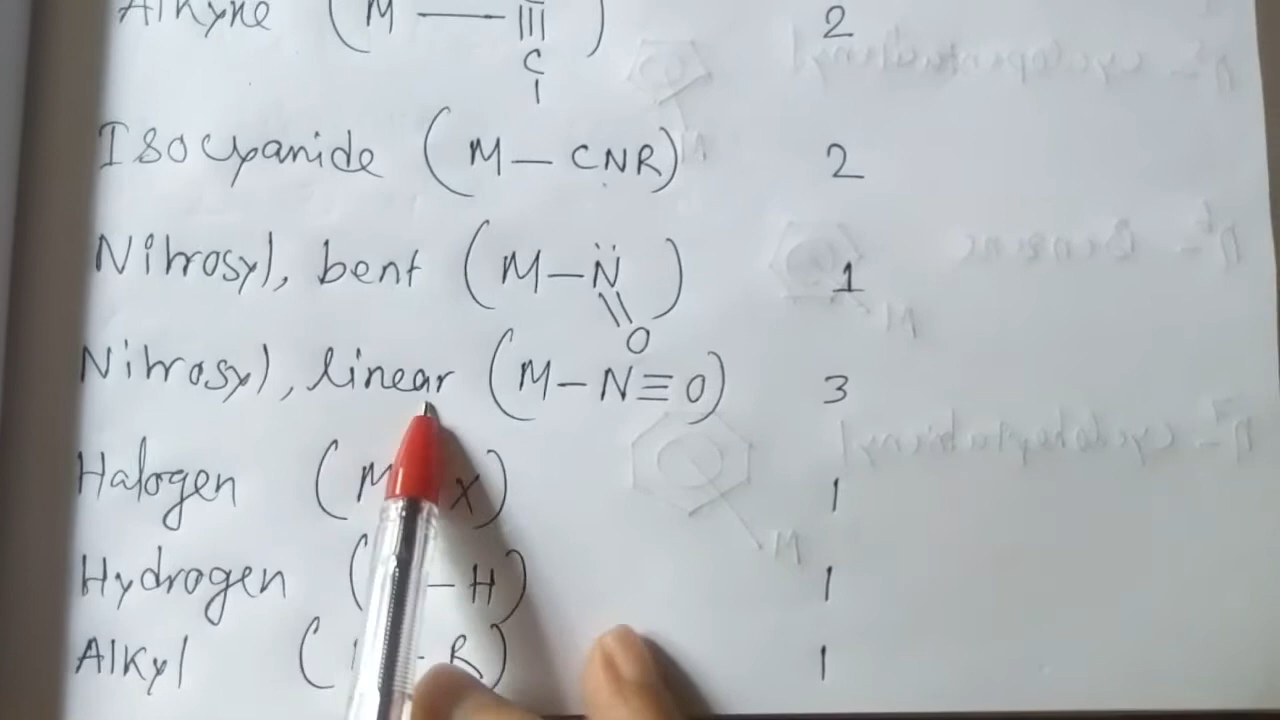 Alkyne ( M — ||| ) 2
C
Isocyanide ( M – CNR ) 2
Nitrosyl, bent ( M – N̈ ) 1
O
Nitrosyl, linear ( M – N ≡ O ) 3
Halogen ( M X ) 1
Hydrogen ( – H ) 1
Alkyl ( - R ) 1